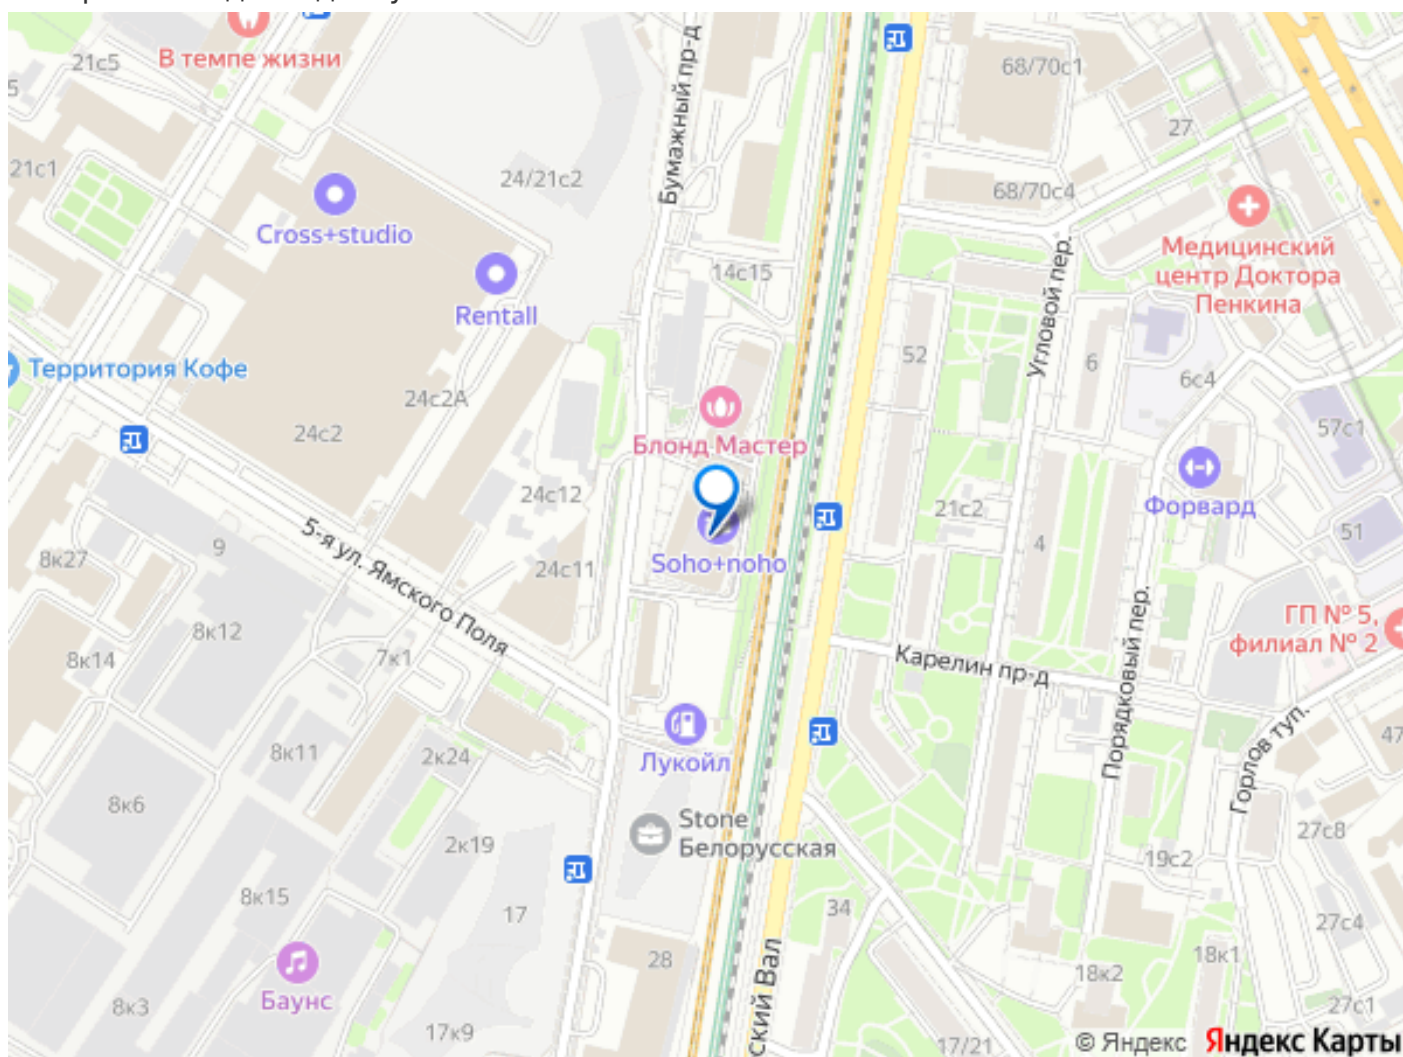 В темпе жизни
21с5
5
21с1
Бумажный пр-д
24/21с2
Cross+studio
Rentall
68/70с1
27
68/70с4
Медицинский
центр Доктора
Пенкина
14с15
Угловой пер.
Территория Кофе
24с2А
24с2
52
6
6с4
57с1
Блонд Мастер
Форвард
24с12
21с2
51
4
Soho+noho
5-я ул. Ямского Поля
9
8к27
24с11
8к12
8к14
7к1
ГП № 5,
филиал № 2
Карелин пр-д
Порядковый пер.
Горлов туп.
47
Лукойл
8к11
2к24
8к6
Stone
Белорусская
2к19
27с8
19с2
8к15
17
34
27с4
Баунс
28
18к1
18к2
8к3
27с1
17к9
ский Вал
17/21
© Яндекс Яндекс Карты